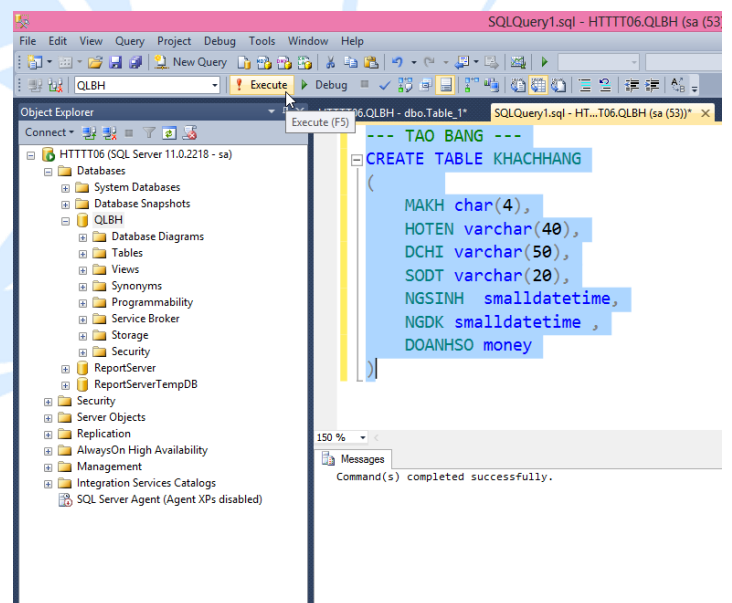 SQLQuery1.sql - HTTTT06.QLBH (sa (53)
File Edit View Query Project Debug Tools Window Help
New Query
QLBH Execute Debug
Object Explorer
Connect
HTTTT06 (SQL Server 11.0.2218 - sa)
Databases
System Databases
Database Snapshots
QLBH
Database Diagrams
Tables
Views
Synonyms
Programmability
Service Broker
Storage
Security
ReportServer
ReportServerTempDB
Security
Server Objects
Replication
AlwaysOn High Availability
Management
Integration Services Catalogs
SQL Server Agent (Agent XPs disabled)
Execute (F5)
06.QLBH - dbo.Table_1* SQLQuery1.sql - HT...T06.QLBH (sa (53))*
--- TAO BANG ---
CREATE TABLE KHACHHANG
(
MAKH char(4),
HOTEN varchar(40),
DCHI varchar(50),
SODT varchar(20),
NGSINH smalldatetime,
NGDK smalldatetime ,
DOANHSO money
)
150 %
Messages
Command(s) completed successfully.